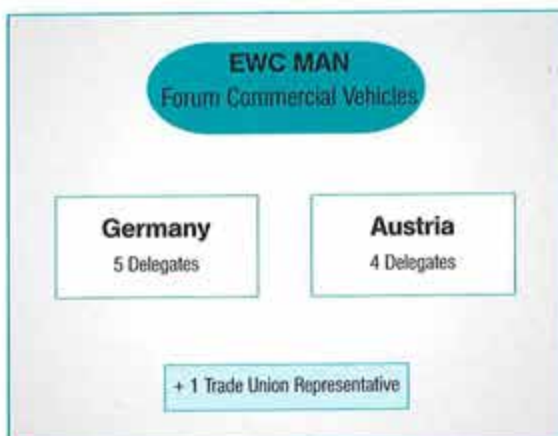 EWC MAN
Forum Commercial Vehicles
Germany
5 Delegates
Austria
4 Delegates
+ 1 Trade Union Representative